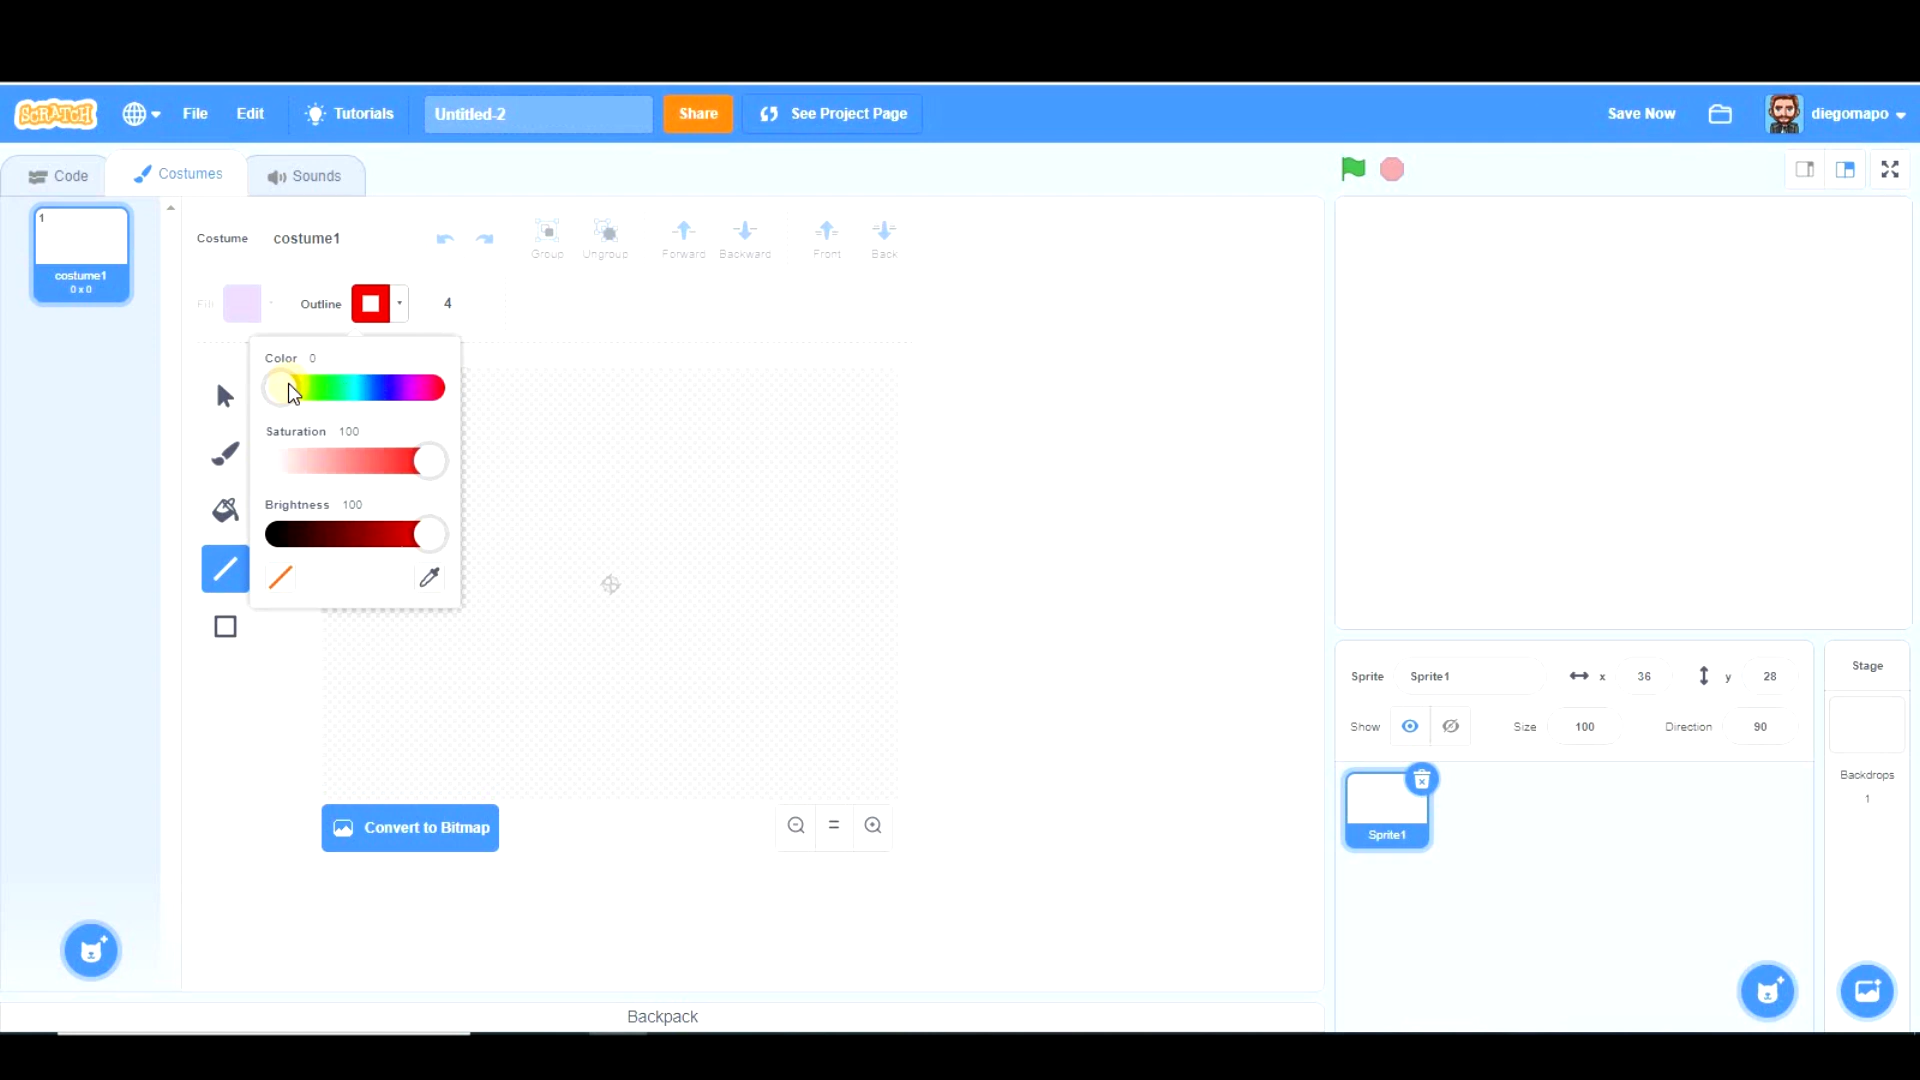 SCRATCH File Edit Tutorials Untitled-2 Share See Project Page Save Now diegomapo
Code Costumes Sounds
1
costume1
0 x 0
Costume costume1
Group Ungroup Forward Backward Front Back
Fill Outline 4
Color 0
Saturation 100
Brightness 100
Convert to Bitmap
Sprite Sprite1 x 36 y 28
Show Size 100 Direction 90
Sprite1
Stage
Backdrops
1
Backpack